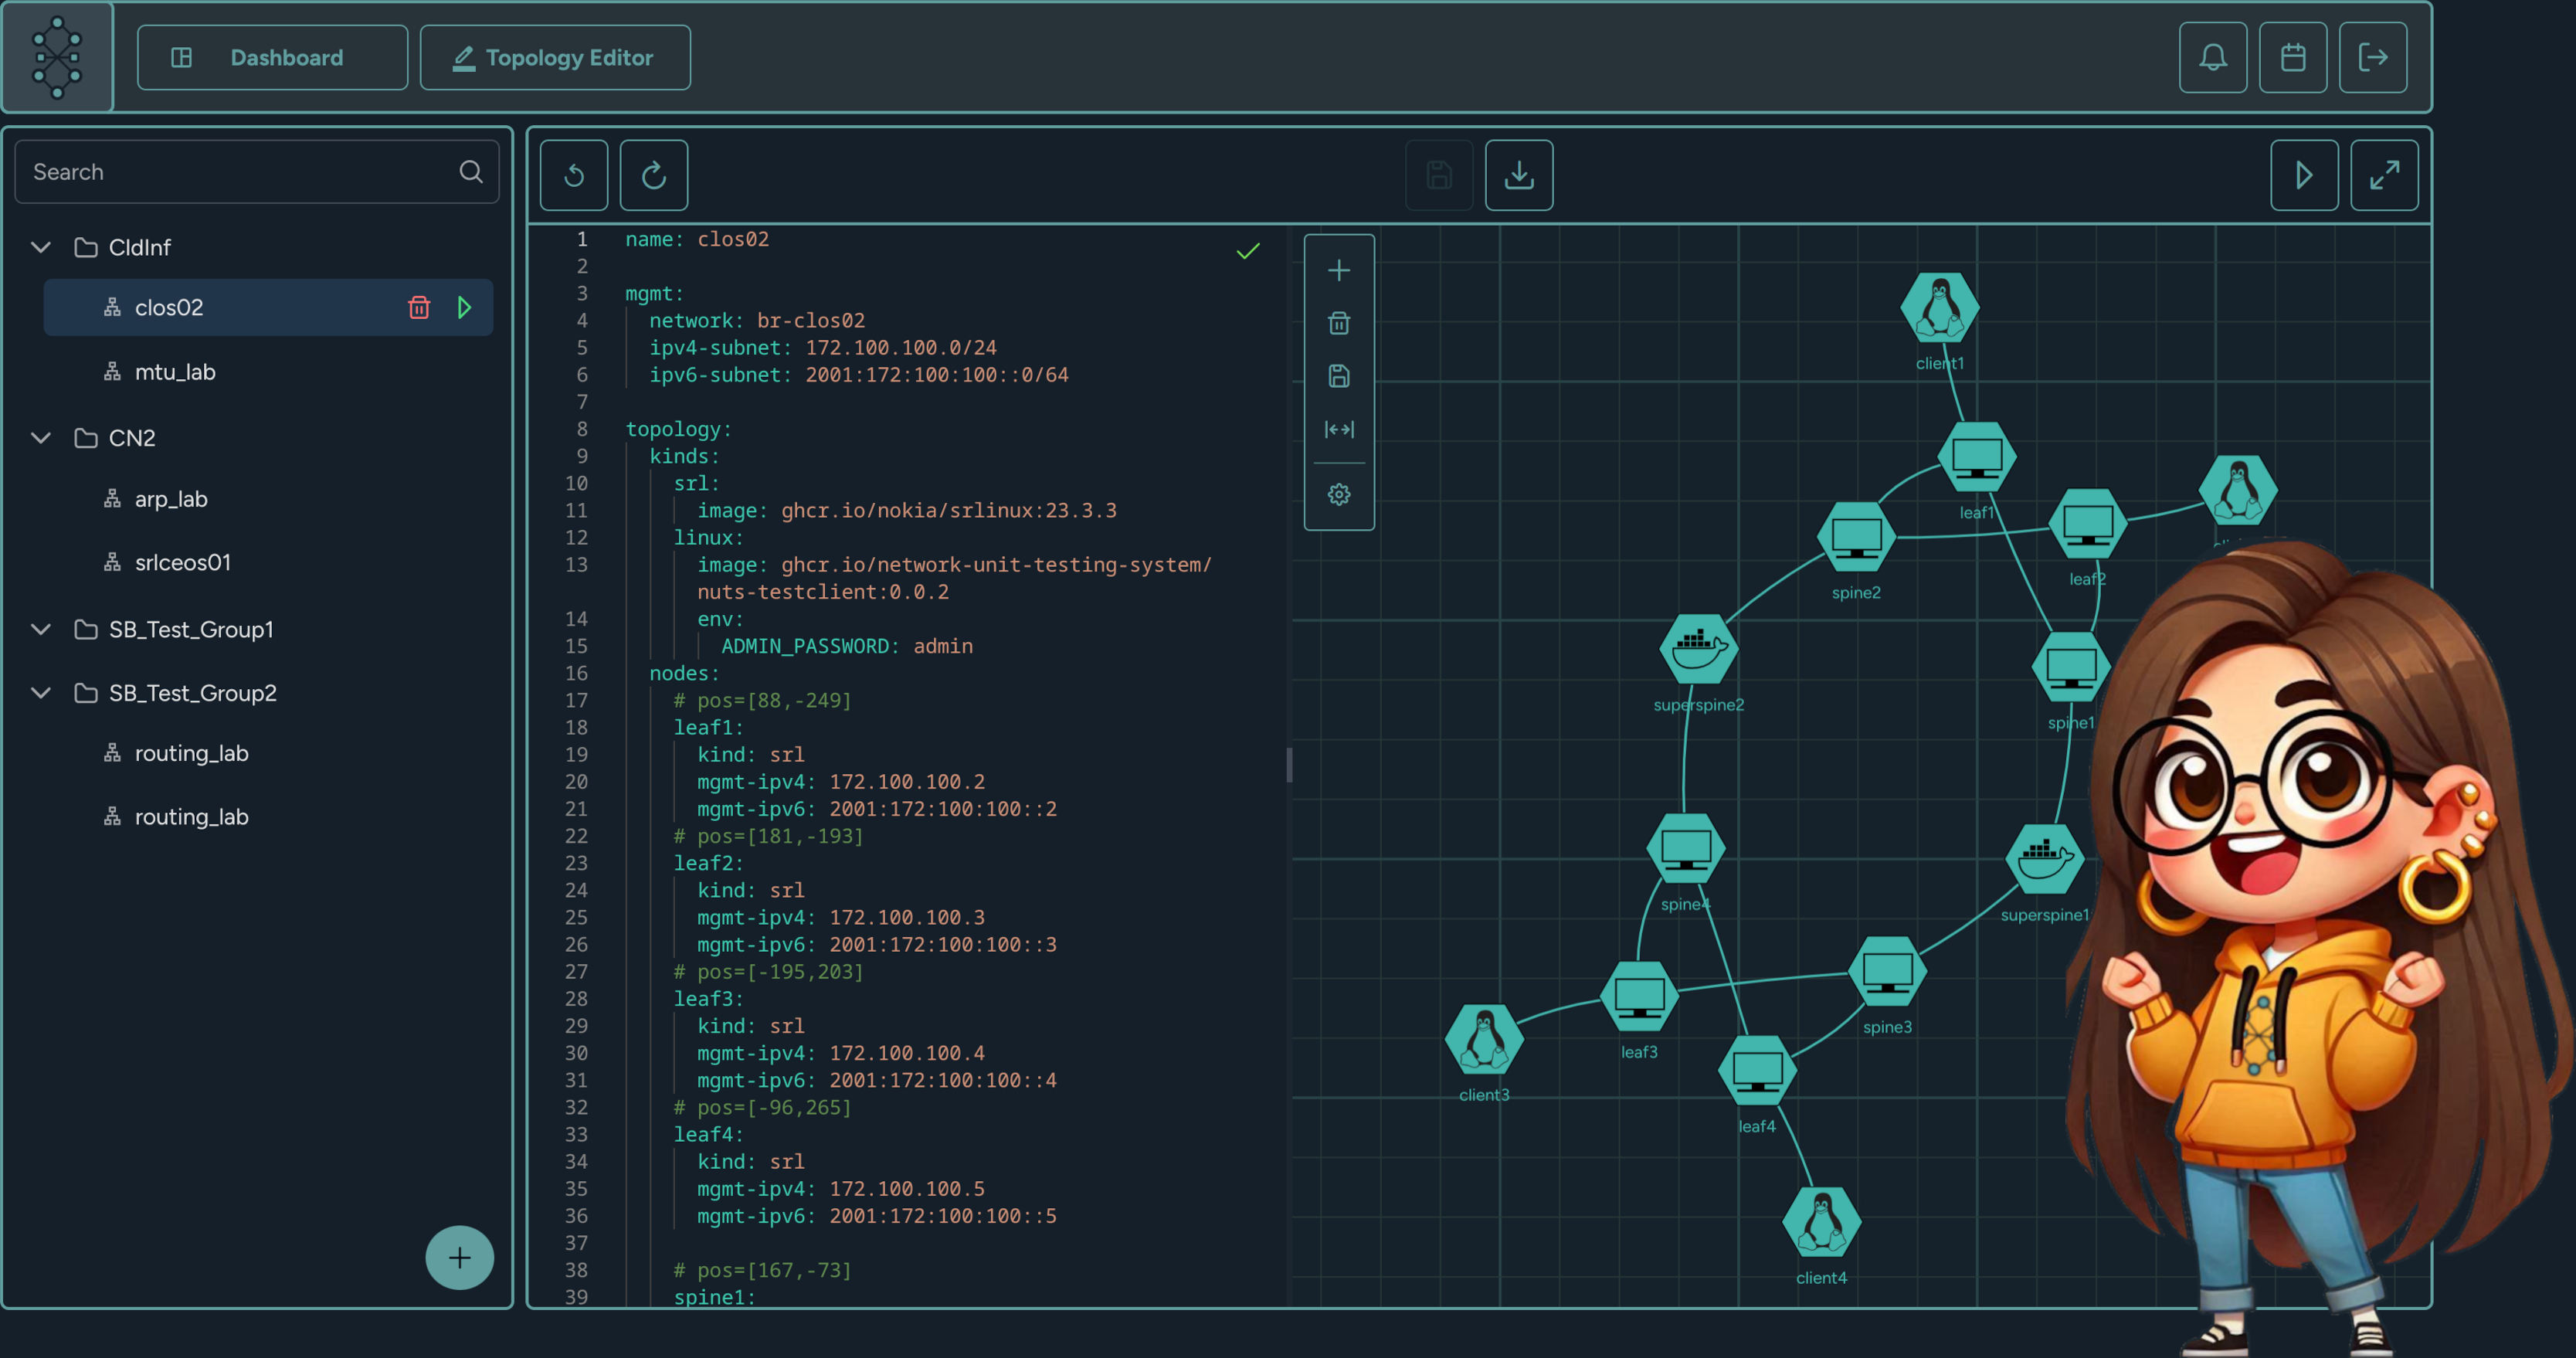 Dashboard
Topology Editor
Search
CldInf
clos02
mtu_lab
CN2
arp_lab
srlceos01
SB_Test_Group1
SB_Test_Group2
routing_lab
routing_lab
1 name: clos02
2
3 mgmt:
4 network: br-clos02
5 ipv4-subnet: 172.100.100.0/24
6 ipv6-subnet: 2001:172:100:100::0/64
7
8 topology:
9 kinds:
10 srl:
11 image: ghcr.io/nokia/srlinux:23.3.3
12 linux:
13 image: ghcr.io/network-unit-testing-system/
nuts-testclient:0.0.2
14 env:
15 ADMIN_PASSWORD: admin
16 nodes:
17 # pos=[88,-249]
18 leaf1:
19 kind: srl
20 mgmt-ipv4: 172.100.100.2
21 mgmt-ipv6: 2001:172:100:100::2
22 # pos=[181,-193]
23 leaf2:
24 kind: srl
25 mgmt-ipv4: 172.100.100.3
26 mgmt-ipv6: 2001:172:100:100::3
27 # pos=[-195,203]
28 leaf3:
29 kind: srl
30 mgmt-ipv4: 172.100.100.4
31 mgmt-ipv6: 2001:172:100:100::4
32 # pos=[-96,265]
33 leaf4:
34 kind: srl
35 mgmt-ipv4: 172.100.100.5
36 mgmt-ipv6: 2001:172:100:100::5
37
38 # pos=[167,-73]
39 spine1:
client1
leaf1
leaf2
spine2
superspine2
spine1
spine4
superspine1
spine3
leaf3
client3
leaf4
client4